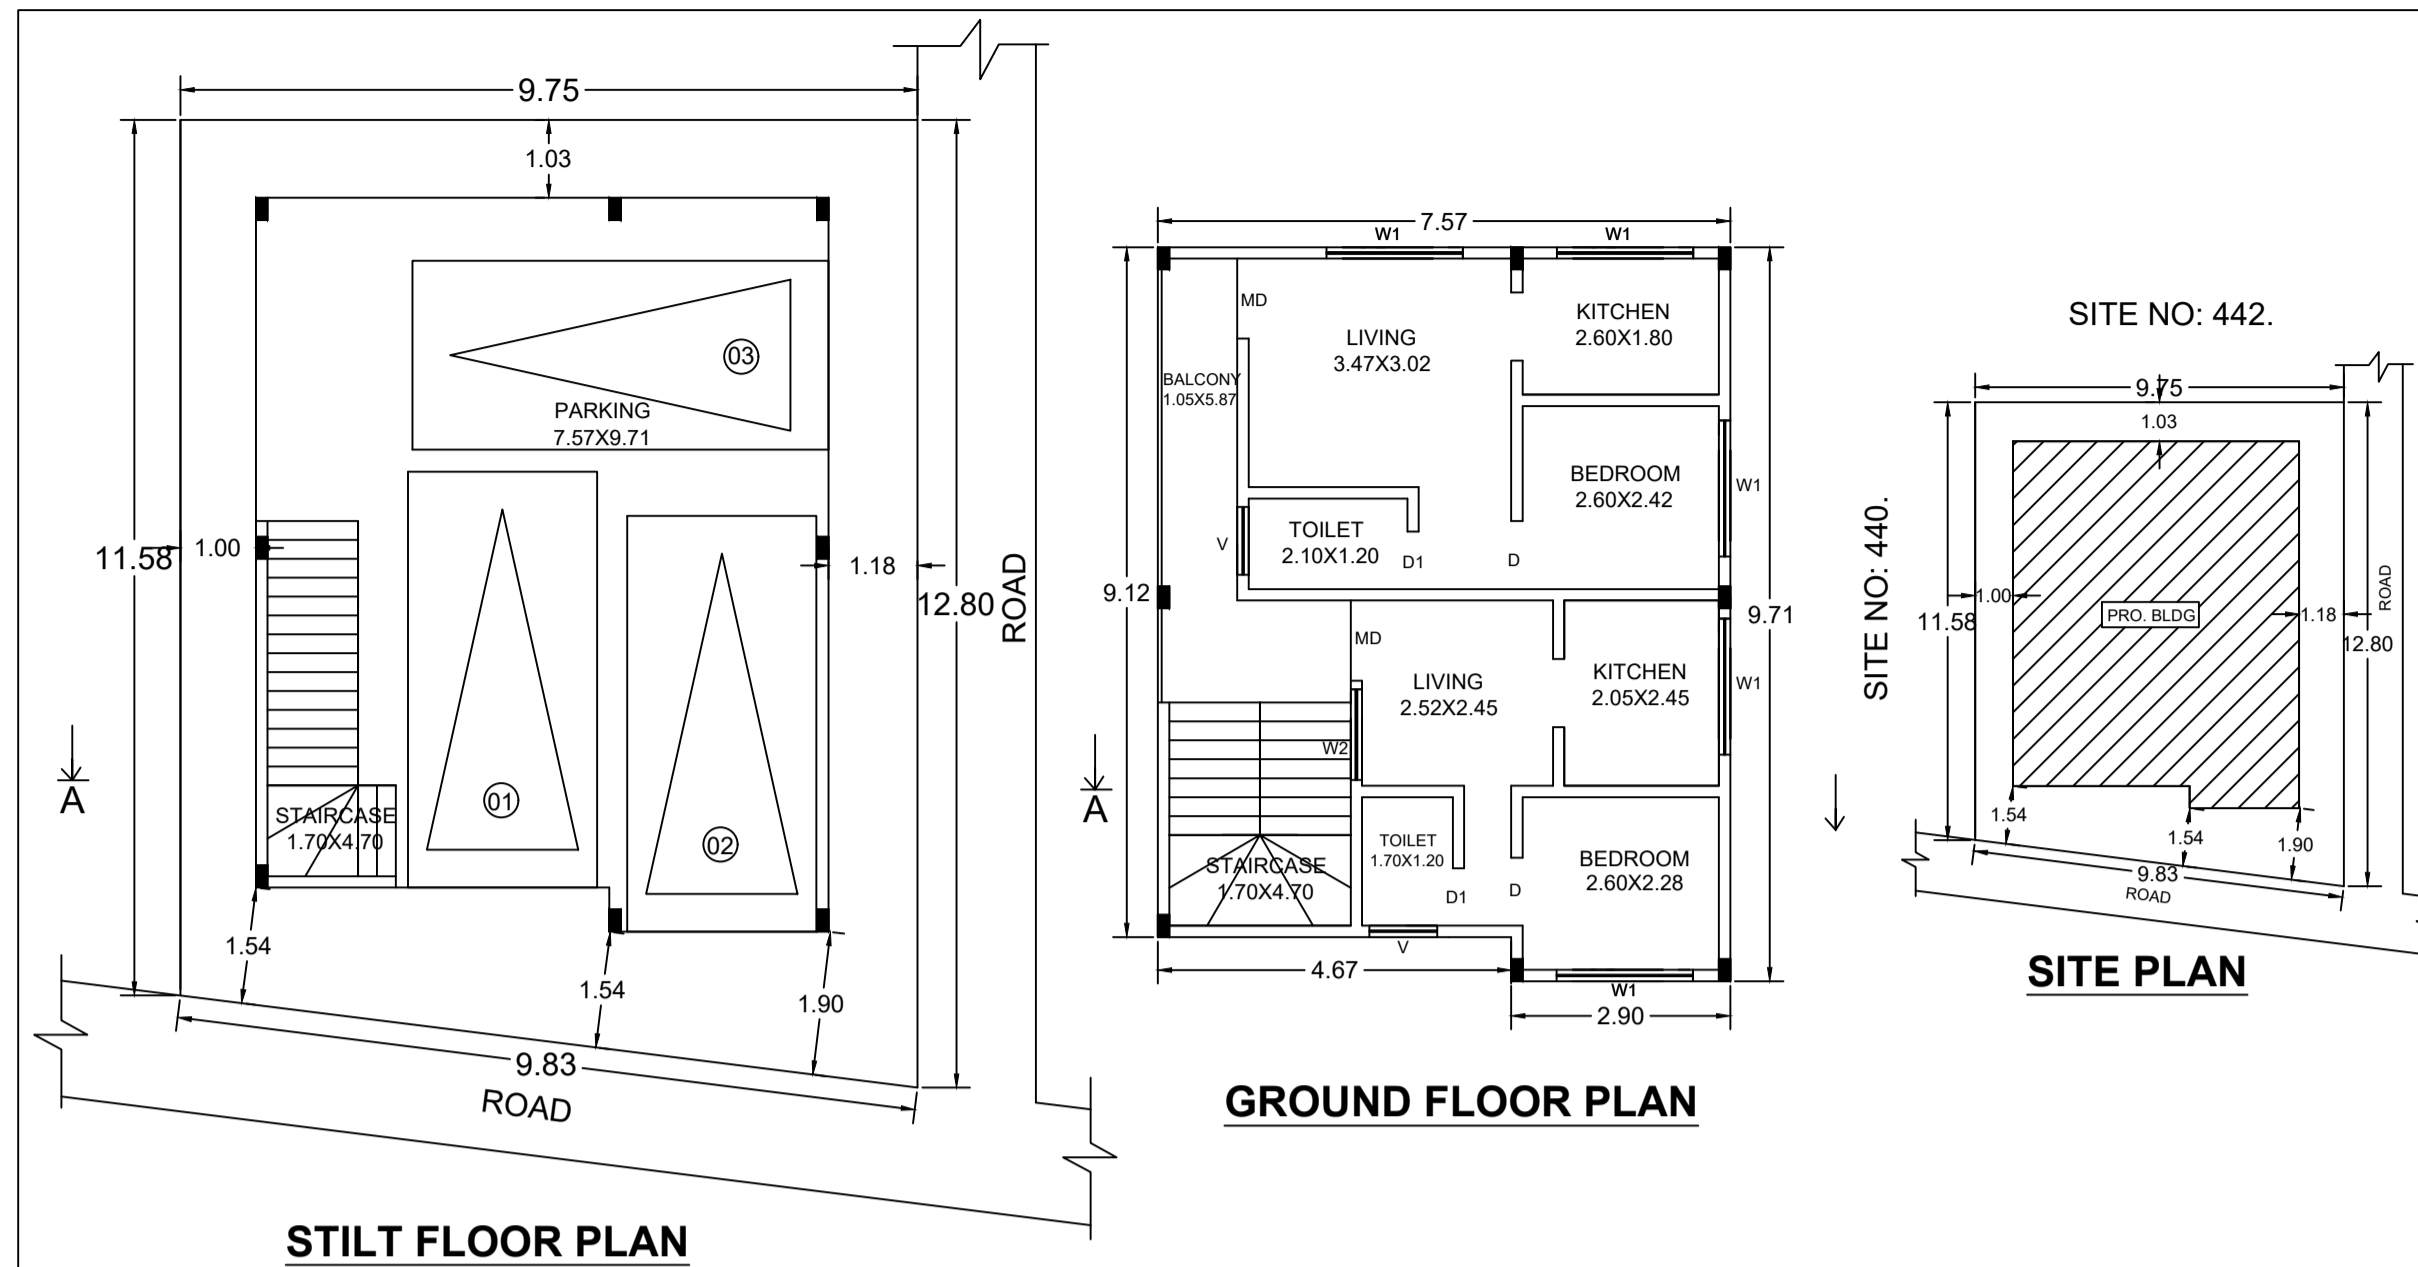 9.75
1.03
03
PARKING
7.57X9.71
11.58
1.00
1.18
12.80
ROAD
01
02
STAIRCASE
1.70X4.70
A
1.54
1.54
1.90
9.83
ROAD
STILT FLOOR PLAN
7.57
W1
W1
MD
LIVING
3.47X3.02
KITCHEN
2.60X1.80
BALCONY
1.05X5.87
BEDROOM
2.60X2.42
W1
TOILET
2.10X1.20
V
D1
D
9.12
9.71
MD
LIVING
2.52X2.45
KITCHEN
2.05X2.45
W1
W2
A
STAIRCASE
1.70X4.70
TOILET
1.70X1.20
BEDROOM
2.60X2.28
D1
D
V
4.67
W1
2.90
GROUND FLOOR PLAN
SITE NO: 442.
9.75
1.03
SITE NO: 440.
1.00
11.58
PRO. BLDG
1.18
12.80
ROAD
1.54
1.54
1.90
9.83
ROAD
SITE PLAN